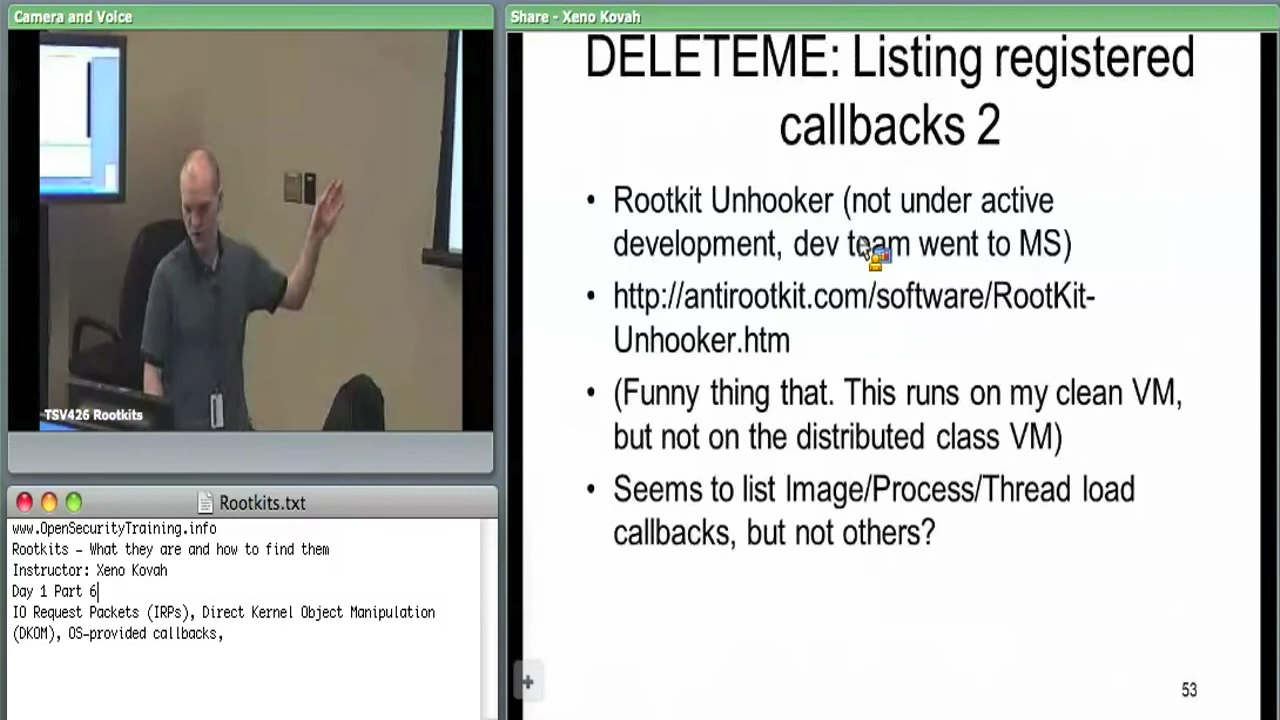 Camera and Voice
TSV426 Rootkits
Rootkits.txt
www.OpenSecurityTraining.info
Rootkits - What they are and how to find them
Instructor: Xeno Kovah
Day 1 Part 6
IO Request Packets (IRPs), Direct Kernel Object Manipulation
(DKOM), OS-provided callbacks,
Share - Xeno Kovah
DELETEME: Listing registered
callbacks 2
• Rootkit Unhooker (not under active
development, dev team went to MS)
• http://antirootkit.com/software/RootKit-
Unhooker.htm
• (Funny thing that. This runs on my clean VM,
but not on the distributed class VM)
• Seems to list Image/Process/Thread load
callbacks, but not others?
53